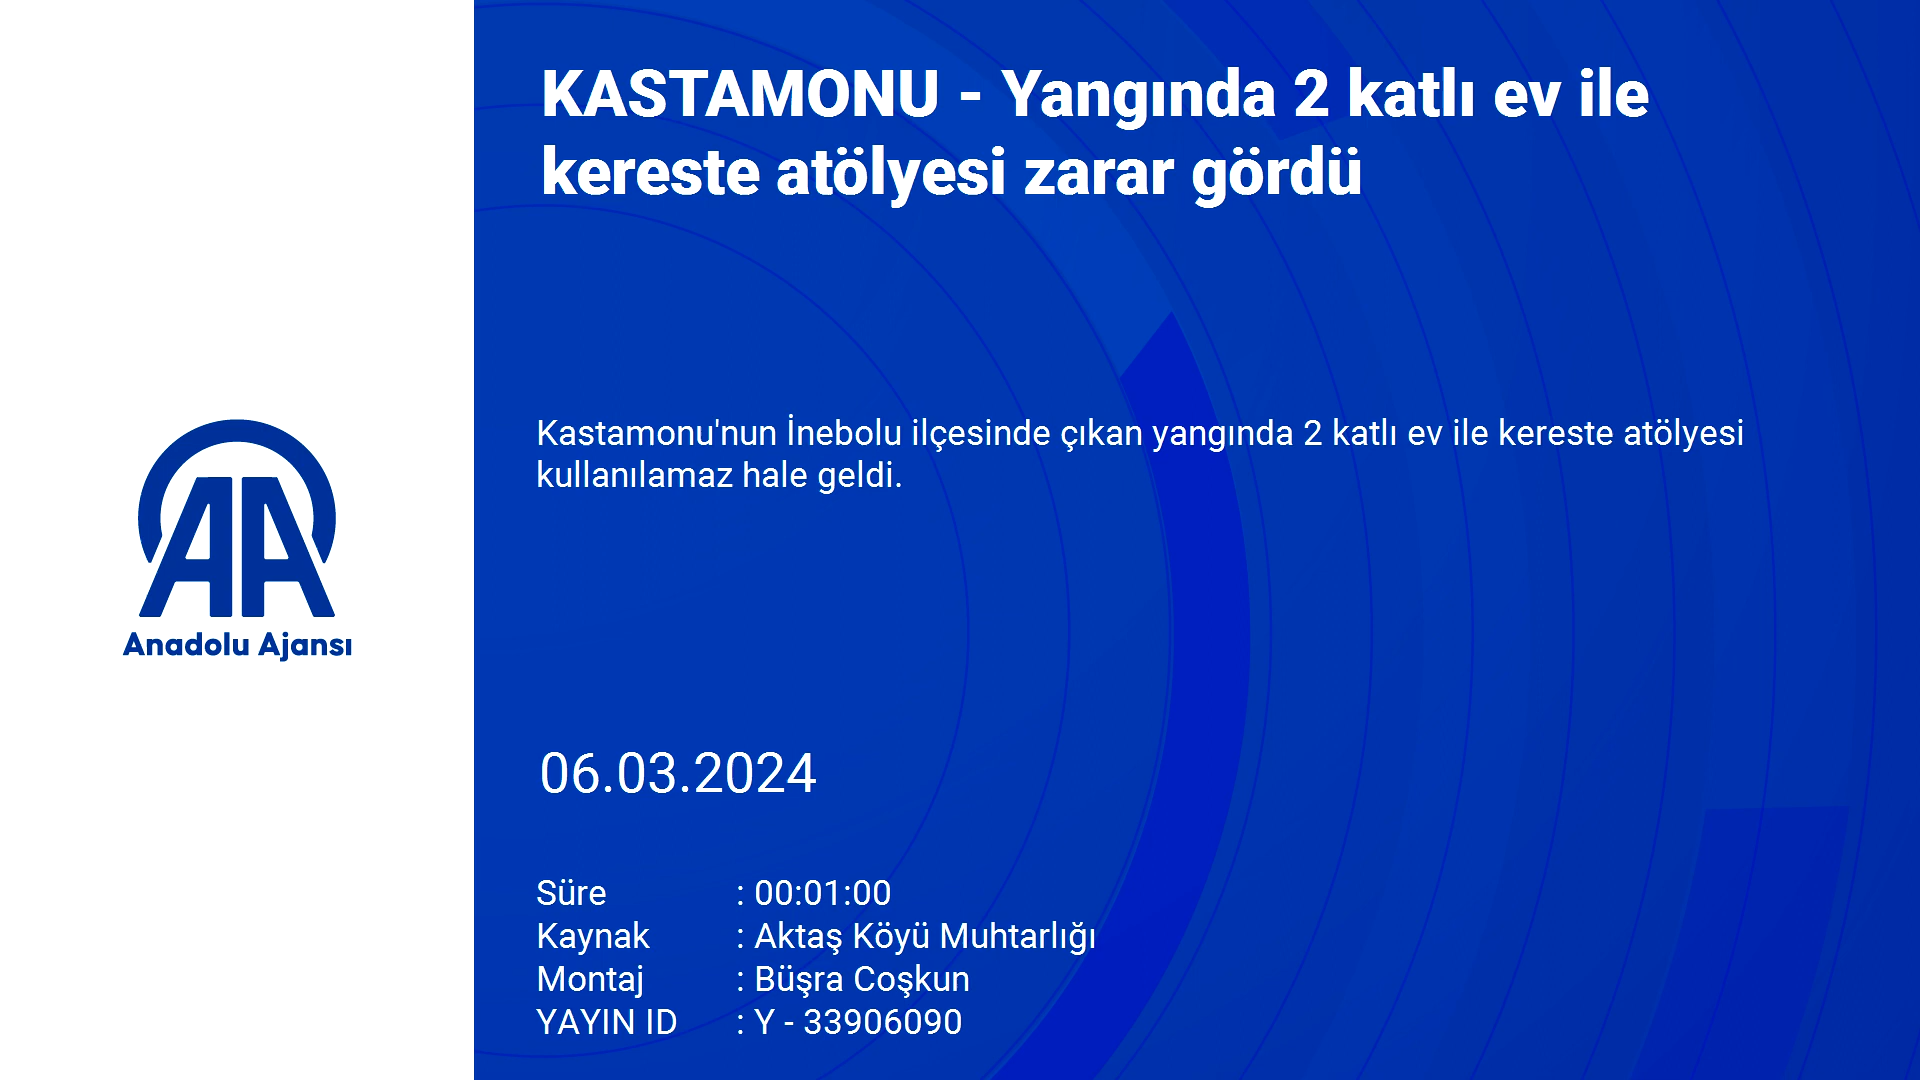 KASTAMONU - Yangında 2 katlı ev ile
kereste atölyesi zarar gördü
Kastamonu'nun İnebolu ilçesinde çıkan yangında 2 katlı ev ile kereste atölyesi
kullanılamaz hale geldi.
AA
Anadolu Ajansı
06.03.2024
Süre : 00:01:00
Kaynak : Aktaş Köyü Muhtarlığı
Montaj : Büşra Coşkun
YAYIN ID : Y - 33906090